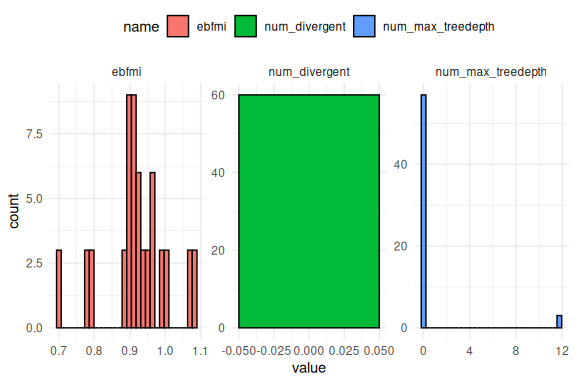 name ebfmi num_divergent num_max_treedepth
ebfmi num_divergent num_max_treedepth
count
7.5
5.0
2.5
0.0
60
40
20
0
40
20
0
0.7 0.8 0.9 1.0 1.1
-0.050 -0.025 0.000 0.025 0.050
0 4 8 12
value